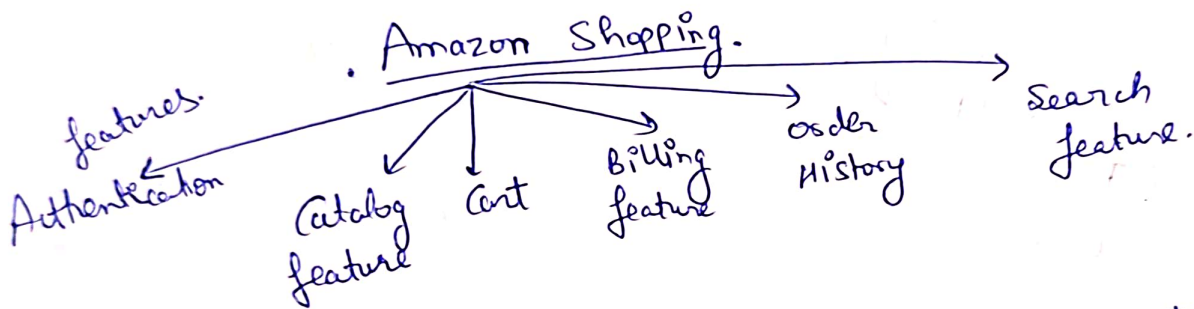 . Amazon Shopping.
features.
Authentication
Catalog
feature
Cart
Billing
feature
Order
History
Search
feature.